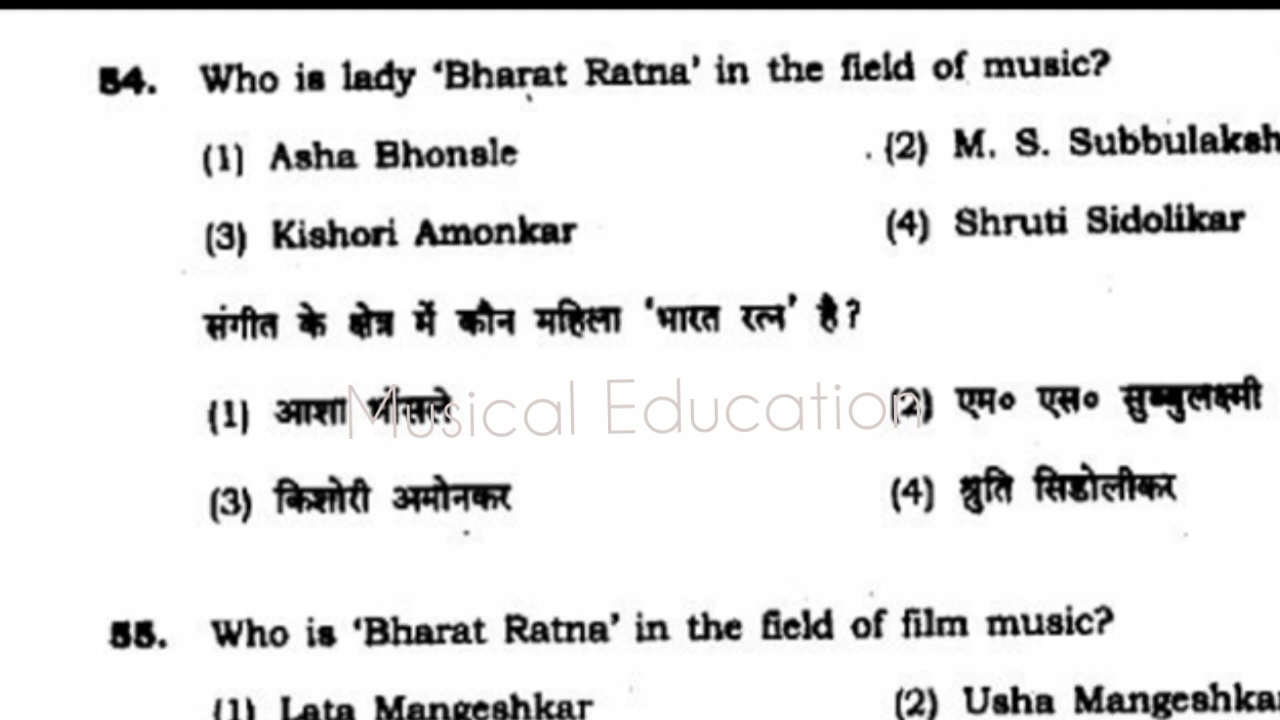 54. Who is lady ‘Bharat Ratna’ in the field of music?
(1) Asha Bhonsle (2) M. S. Subbulaksh
(3) Kishori Amonkar (4) Shruti Sidolikar
संगीत के क्षेत्र में कौन महिला ‘भारत रत्न’ है?
(1) आशा भोंसले (2) एम० एस० सुब्बुलक्ष्मी
Musical Education
(3) किशोरी अमोनकर (4) श्रुति सिडोलीकर
55. Who is ‘Bharat Ratna’ in the field of film music?
(1) Lata Mangeshkar (2) Usha Mangeshka